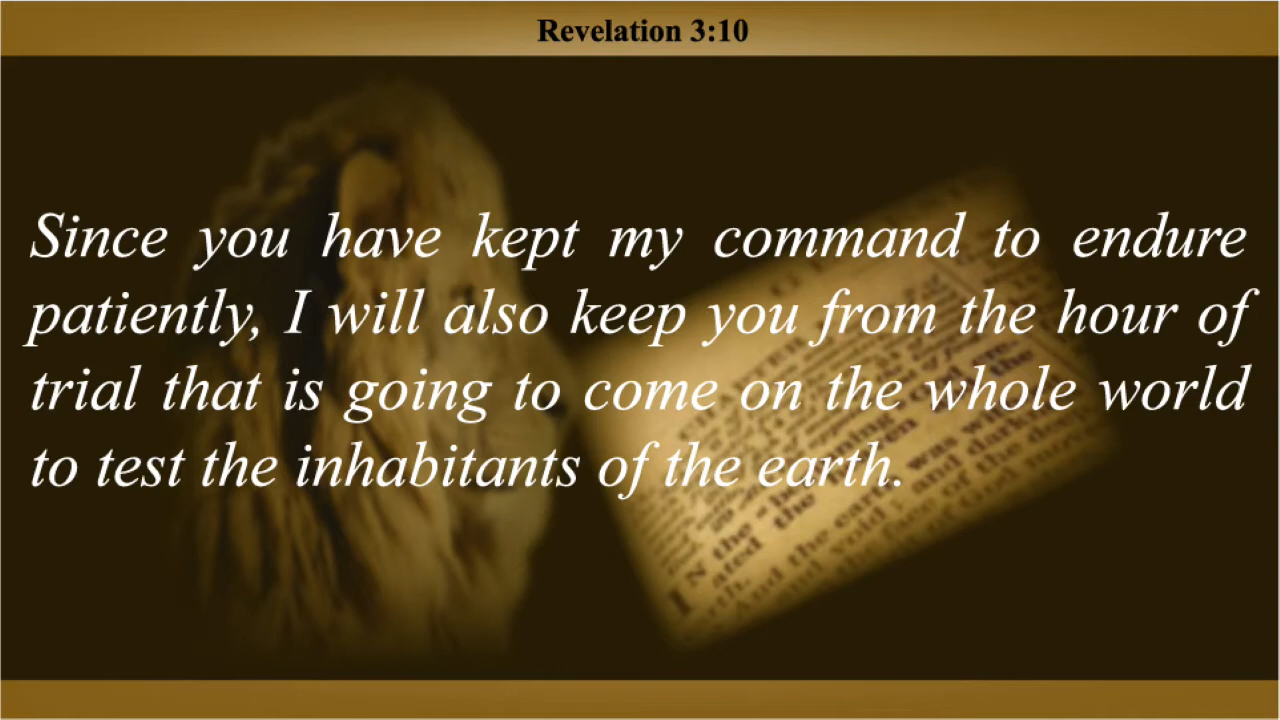 Revelation 3:10
Since you have kept my command to endure
patiently, I will also keep you from the hour of
trial that is going to come on the whole world
to test the inhabitants of the earth.